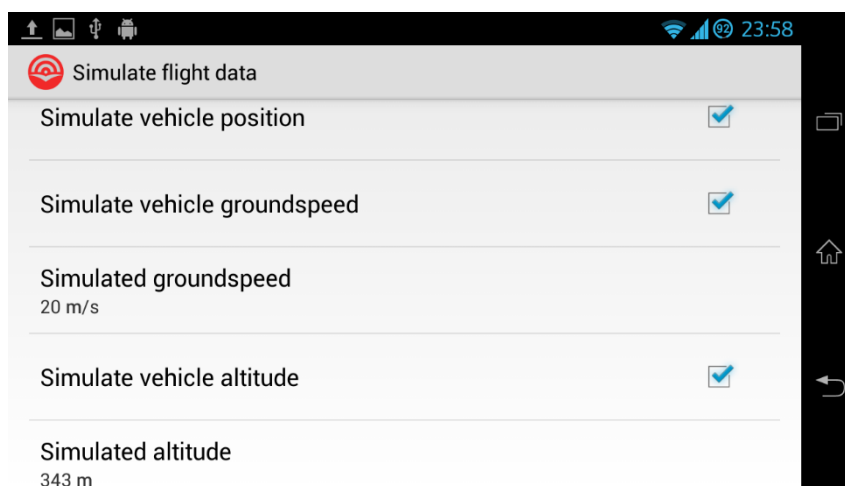 92 23:58
Simulate flight data
Simulate vehicle position
Simulate vehicle groundspeed
Simulated groundspeed
20 m/s
Simulate vehicle altitude
Simulated altitude
343 m